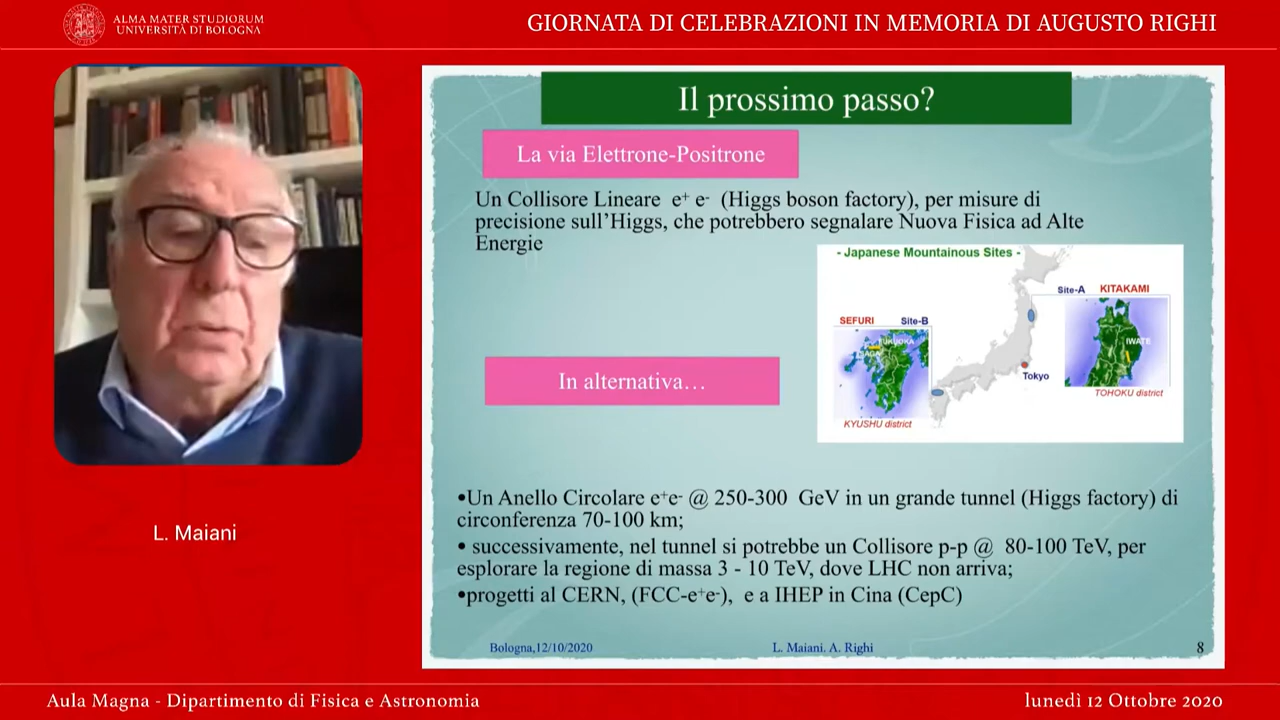 ALMA MATER STUDIORUM
UNIVERSITÀ DI BOLOGNA
GIORNATA DI CELEBRAZIONI IN MEMORIA DI AUGUSTO RIGHI
L. Maiani
Il prossimo passo?
La via Elettrone-Positrone
Un Collisore Lineare e⁺ e⁻ (Higgs boson factory), per misure di
precisione sull'Higgs, che potrebbero segnalare Nuova Fisica ad Alte
Energie
- Japanese Mountainous Sites -
Site-A KITAKAMI
SEFURI Site-B
FUKUOKA
SAGA
IWATE
Tokyo
TOHOKU district
KYUSHU district
In alternativa…
•Un Anello Circolare e⁺e⁻ @ 250-300 GeV in un grande tunnel (Higgs factory) di
circonferenza 70-100 km;
• successivamente, nel tunnel si potrebbe un Collisore p-p @ 80-100 TeV, per
esplorare la regione di massa 3 - 10 TeV, dove LHC non arriva;
•progetti al CERN, (FCC-e⁺e⁻), e a IHEP in Cina (CepC)
Bologna,12/10/2020
L. Maiani. A. Righi
8
Aula Magna - Dipartimento di Fisica e Astronomia
lunedì 12 Ottobre 2020